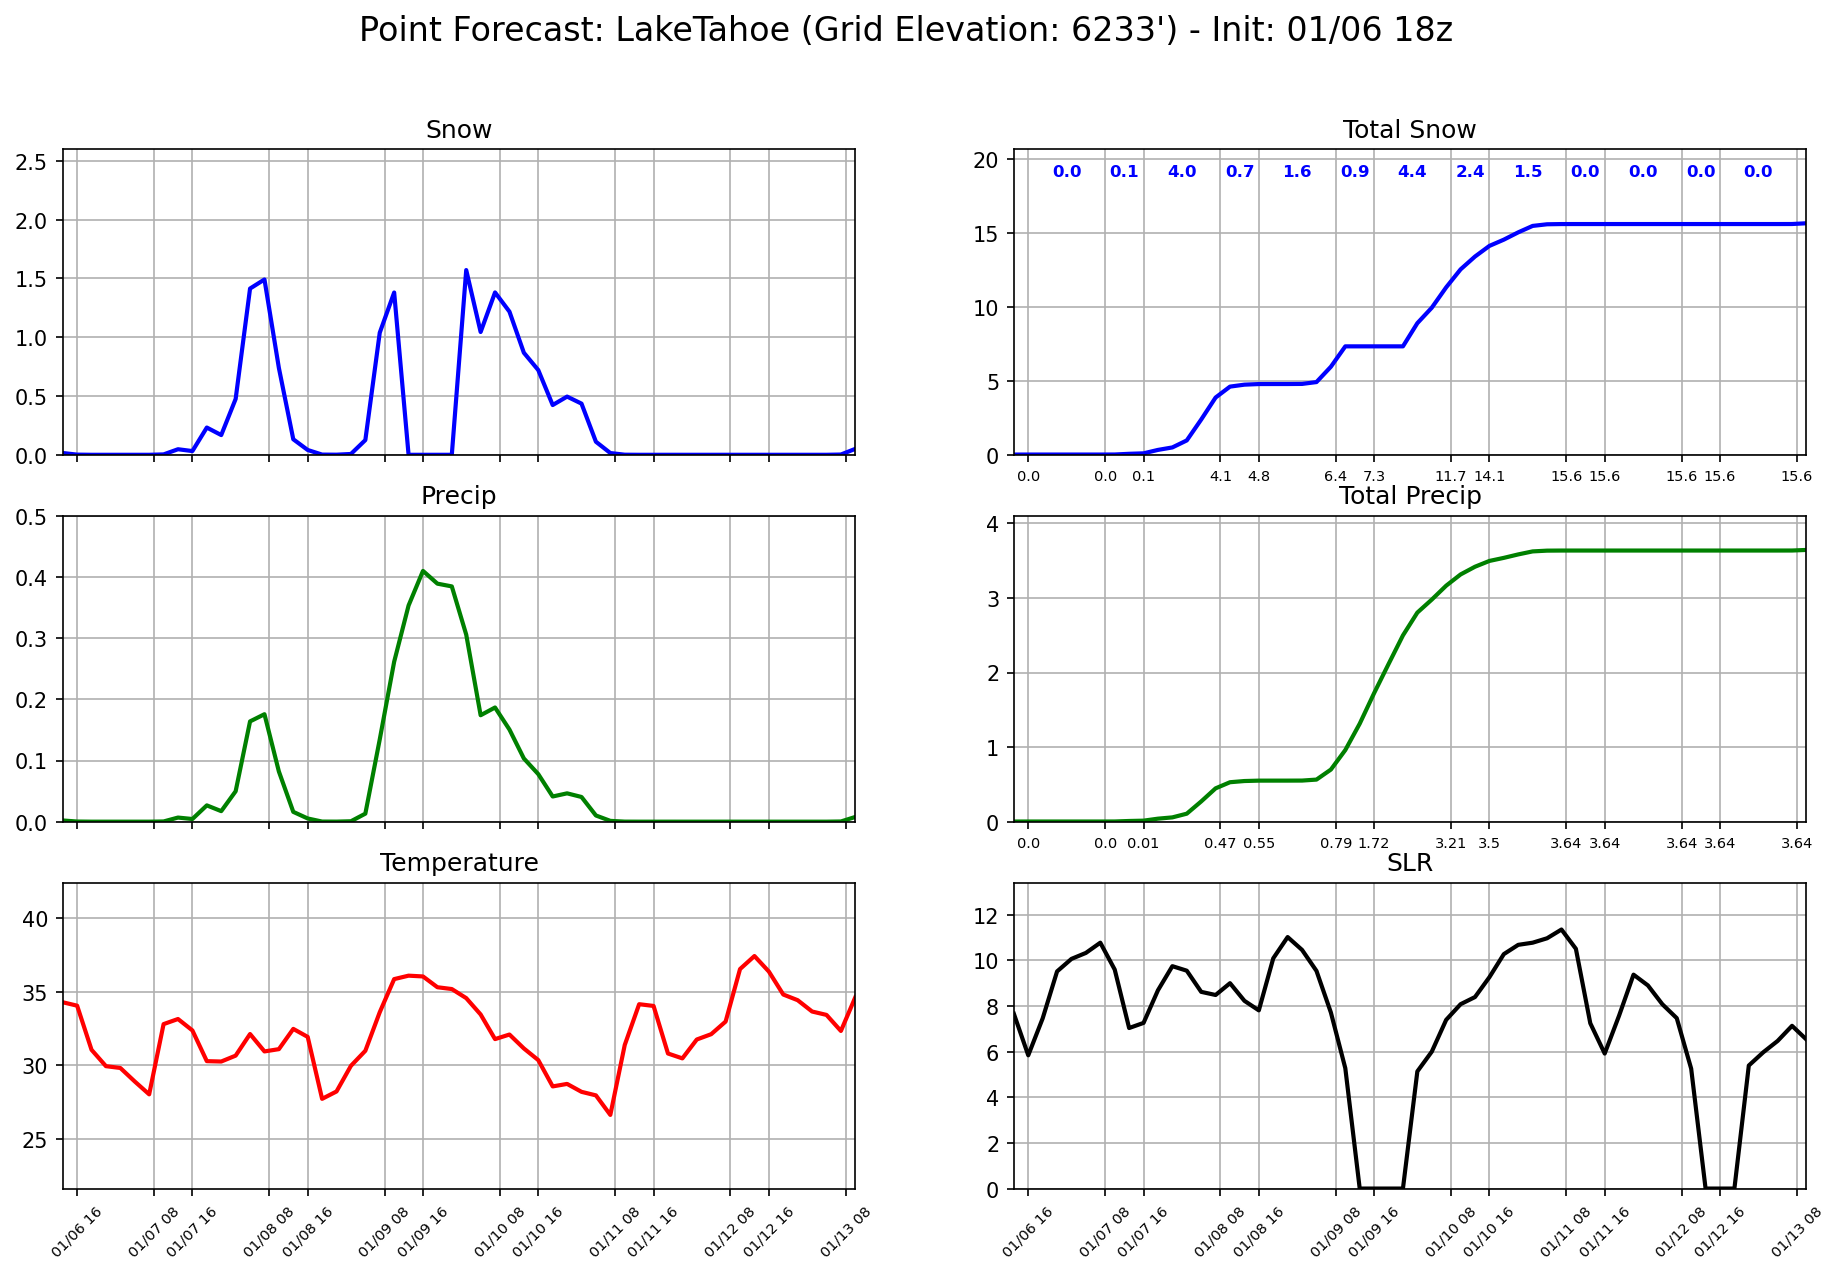 Point Forecast: LakeTahoe (Grid Elevation: 6233') - Init: 01/06 18z
Snow
2.5
2.0
1.5
1.0
0.5
0.0
Total Snow
0.0 0.1 4.0 0.7 1.6 0.9 4.4 2.4 1.5 0.0 0.0 0.0 0.0
20
15
10
5
0
0.0 0.0 0.1 4.1 4.8 6.4 7.3 11.7 14.1 15.6 15.6 15.6 15.6 15.6
Precip
0.5
0.4
0.3
0.2
0.1
0.0
Total Precip
4
3
2
1
0
0.0 0.0 0.01 0.47 0.55 0.79 1.72 3.21 3.5 3.64 3.64 3.64 3.64 3.64
Temperature
40
35
30
25
01/06 16 01/07 08 01/07 16 01/08 08 01/08 16 01/09 08 01/09 16 01/10 08 01/10 16 01/11 08 01/11 16 01/12 08 01/12 16 01/13 08
SLR
12
10
8
6
4
2
0
01/06 16 01/07 08 01/07 16 01/08 08 01/08 16 01/09 08 01/09 16 01/10 08 01/10 16 01/11 08 01/11 16 01/12 08 01/12 16 01/13 08